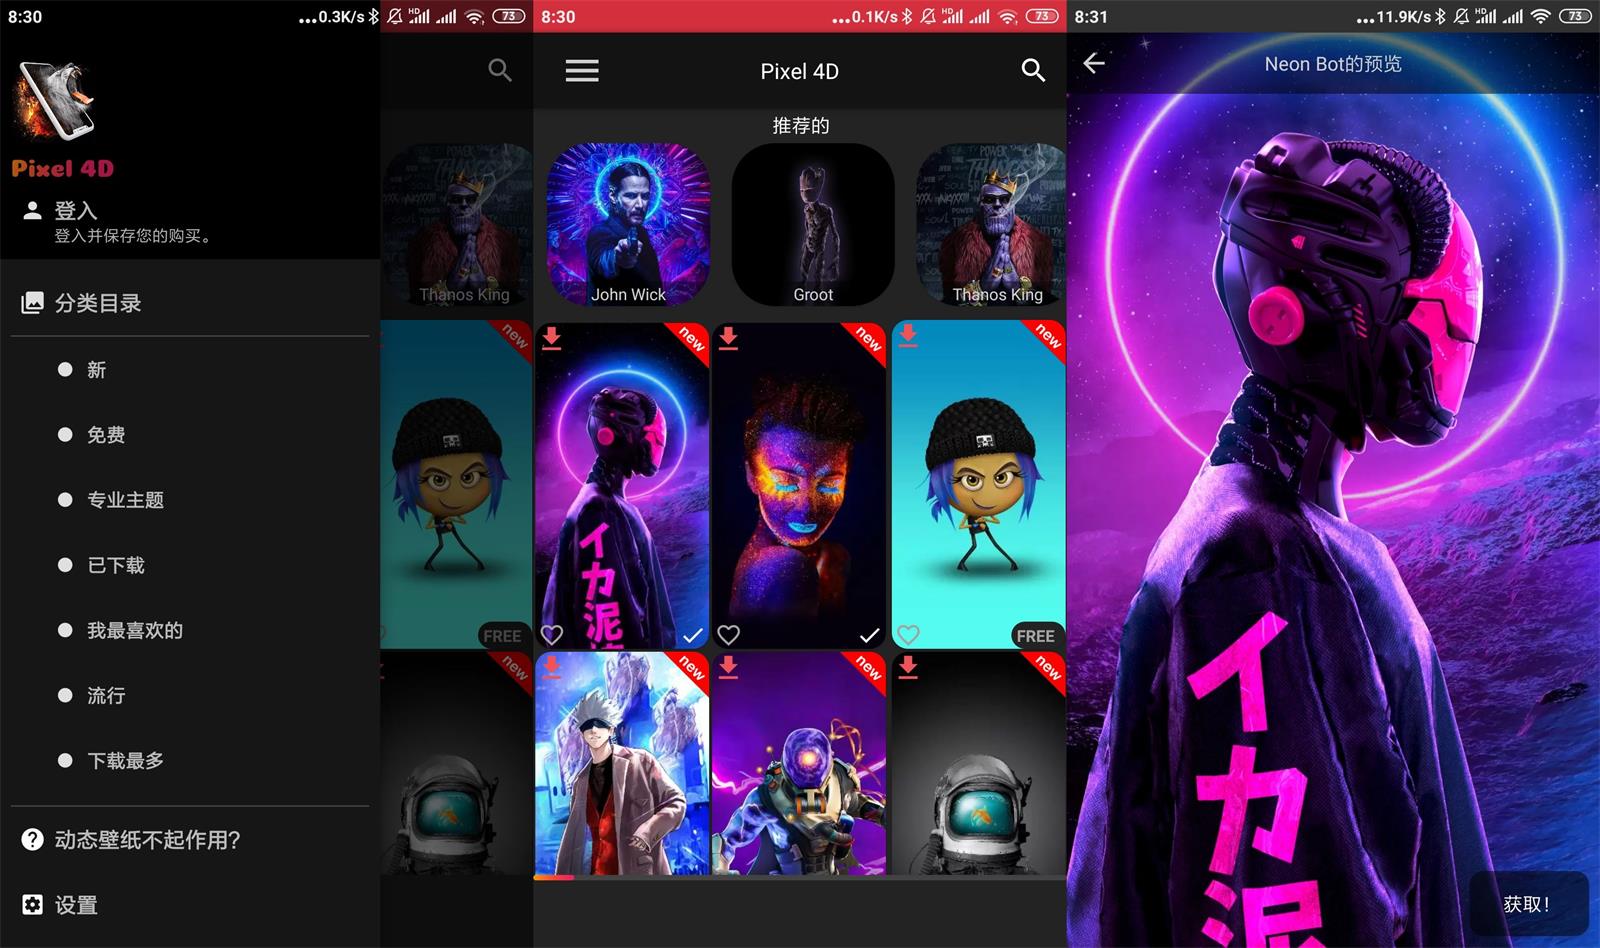 8:30
...0.3K/s
HD
73
Pixel 4D
登入
登入并保存您的购买。
分类目录
新
免费
专业主题
已下载
我最喜欢的
流行
下载最多
动态壁纸不起作用?
设置
THANOS
Thanos King
new
FREE
new
8:30
...0.1K/s
HD
73
Pixel 4D
推荐的
John Wick
Groot
THANOS
Thanos King
new
new
new
イカ泥
FREE
new
new
new
8:31
...11.9K/s
HD
73
Neon Bot的预览
イカ泥
获取!